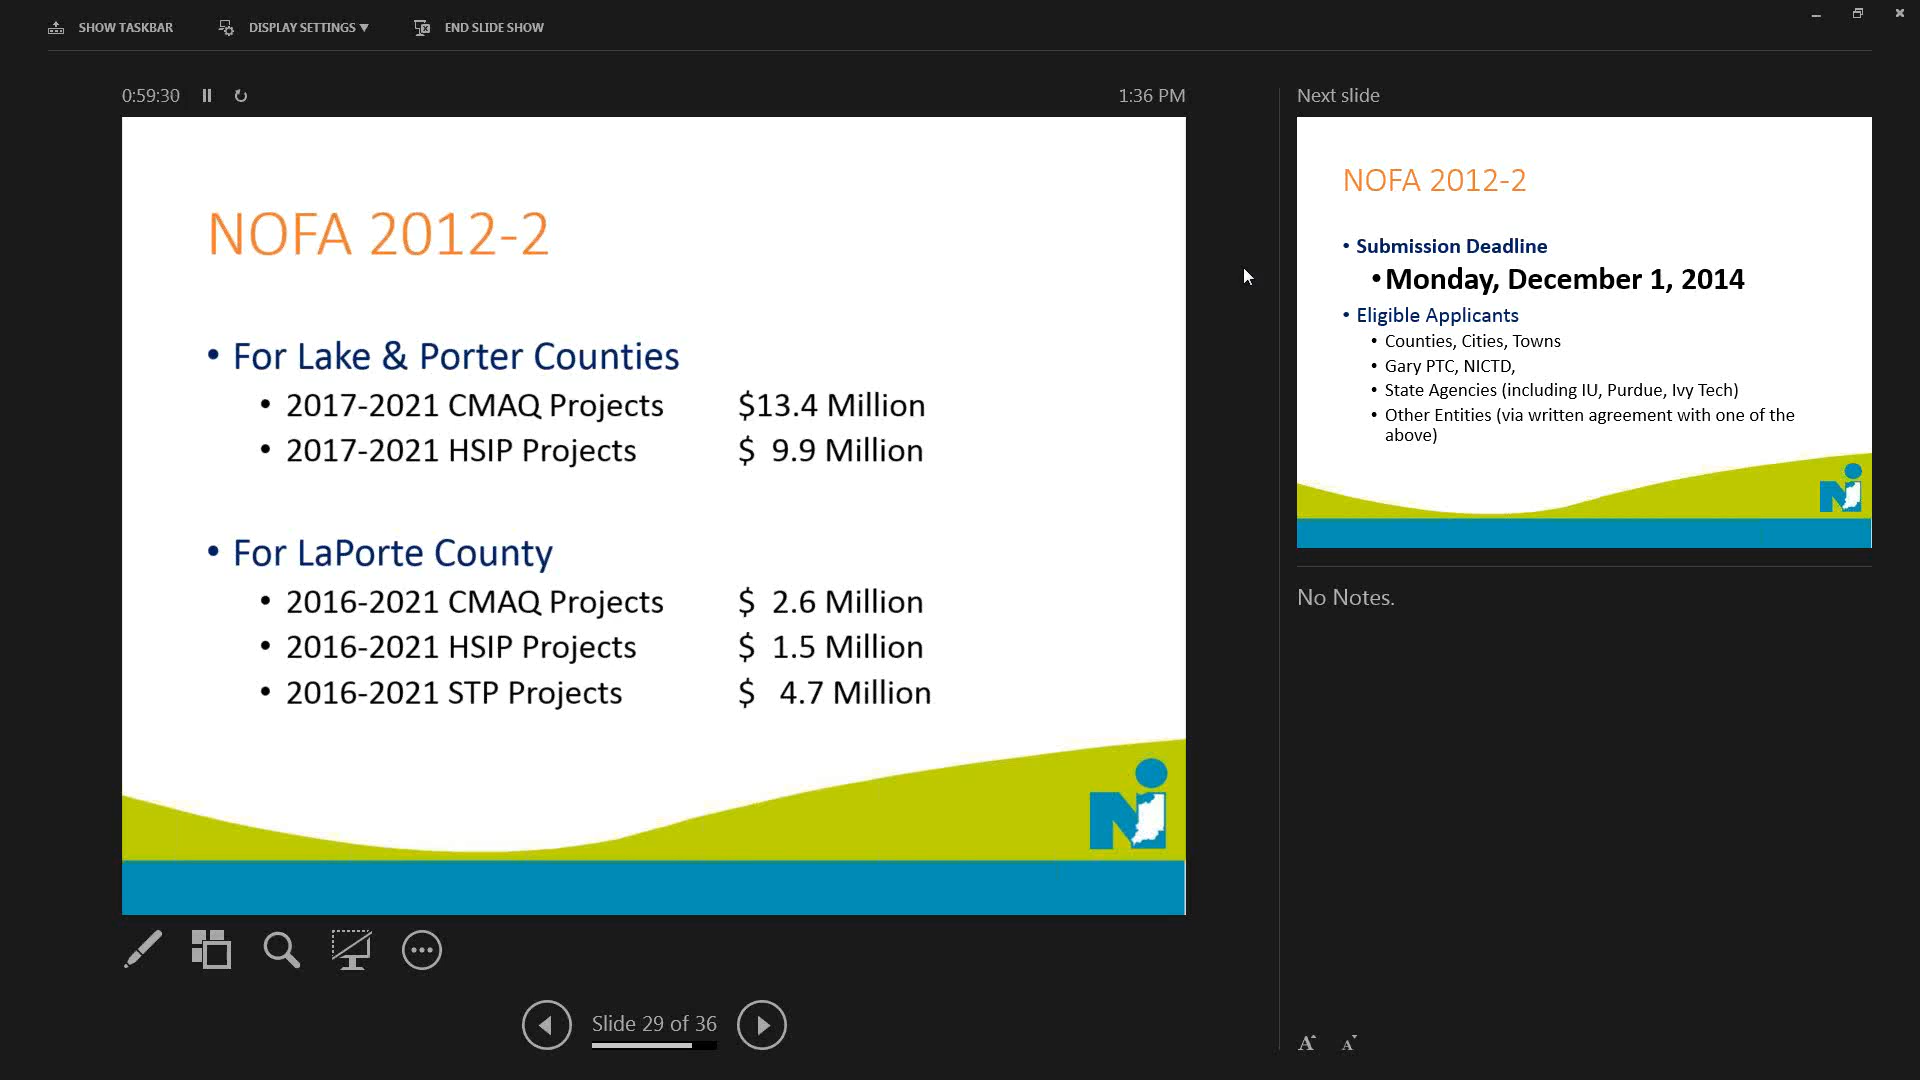 SHOW TASKBAR DISPLAY SETTINGS ▼ END SLIDE SHOW
0:59:30 1:36 PM
NOFA 2012-2
• For Lake & Porter Counties
• 2017-2021 CMAQ Projects $13.4 Million
• 2017-2021 HSIP Projects $ 9.9 Million
• For LaPorte County
• 2016-2021 CMAQ Projects $ 2.6 Million
• 2016-2021 HSIP Projects $ 1.5 Million
• 2016-2021 STP Projects $ 4.7 Million
Ni
Slide 29 of 36
Next slide
NOFA 2012-2
• Submission Deadline
• Monday, December 1, 2014
• Eligible Applicants
• Counties, Cities, Towns
• Gary PTC, NICTD,
• State Agencies (including IU, Purdue, Ivy Tech)
• Other Entities (via written agreement with one of the
above)
Ni
No Notes.
A A